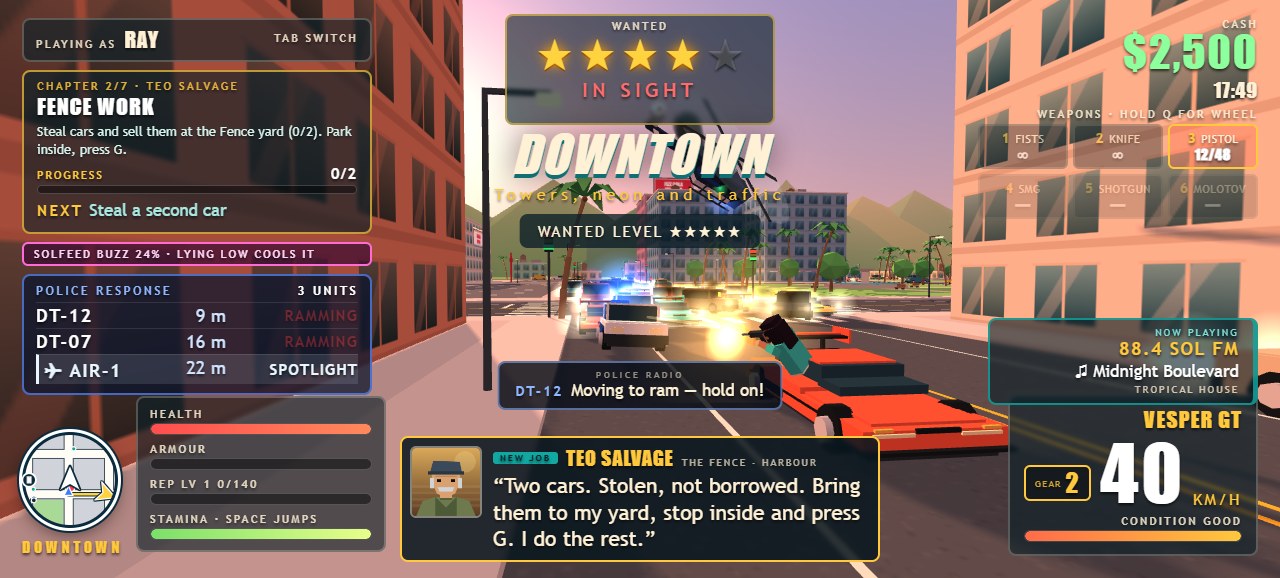 PLAYING AS RAY TAB SWITCH
CHAPTER 2/7 · TEO SALVAGE
FENCE WORK
Steal cars and sell them at the Fence yard (0/2). Park
inside, press G.
PROGRESS 0/2
NEXT Steal a second car
SOLFEED BUZZ 24% · LYING LOW COOLS IT
POLICE RESPONSE 3 UNITS
DT-12 9 m RAMMING
DT-07 16 m RAMMING
AIR-1 22 m SPOTLIGHT
HEALTH
ARMOUR
REP LV 1 0/140
STAMINA · SPACE JUMPS
DOWNTOWN
WANTED
IN SIGHT
DOWNTOWN
Towers, neon and traffic
WANTED LEVEL ★★★★★
POLICE RADIO
DT-12 Moving to ram — hold on!
NEW JOB TEO SALVAGE THE FENCE · HARBOUR
“Two cars. Stolen, not borrowed. Bring
them to my yard, stop inside and press
G. I do the rest.”
CASH
$2,500
17:49
WEAPONS · HOLD Q FOR WHEEL
1 FISTS 2 KNIFE 3 PISTOL
∞ ∞ 12/48
4 SMG 5 SHOTGUN 6 MOLOTOV
— — —
NOW PLAYING
88.4 SOL FM
♫ Midnight Boulevard
TROPICAL HOUSE
VESPER GT
GEAR 2 40 KM/H
CONDITION GOOD